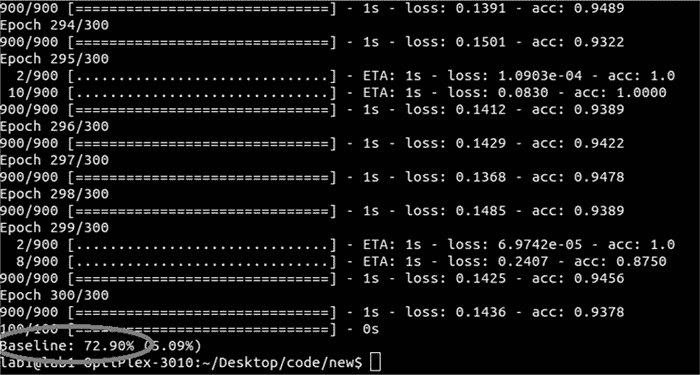 900/900 [==============================] - 1s - loss: 0.1391 - acc: 0.9489
Epoch 294/300
900/900 [==============================] - 1s - loss: 0.1501 - acc: 0.9322
Epoch 295/300
2/900 [..............................] - ETA: 1s - loss: 1.0903e-04 - acc: 1.0
10/900 [..............................] - ETA: 1s - loss: 0.0830 - acc: 1.0000
900/900 [==============================] - 1s - loss: 0.1412 - acc: 0.9389
Epoch 296/300
900/900 [==============================] - 1s - loss: 0.1429 - acc: 0.9422
Epoch 297/300
900/900 [==============================] - 1s - loss: 0.1368 - acc: 0.9478
Epoch 298/300
900/900 [==============================] - 1s - loss: 0.1485 - acc: 0.9389
Epoch 299/300
2/900 [..............................] - ETA: 1s - loss: 6.9742e-05 - acc: 1.0
8/900 [..............................] - ETA: 1s - loss: 0.2407 - acc: 0.8750
900/900 [==============================] - 1s - loss: 0.1425 - acc: 0.9456
Epoch 300/300
900/900 [==============================] - 1s - loss: 0.1436 - acc: 0.9378
100/100 [==============================] - 0s
Baseline: 72.90% (5.09%)
lab1@lab1-OptiPlex-3010:~/Desktop/code/new$